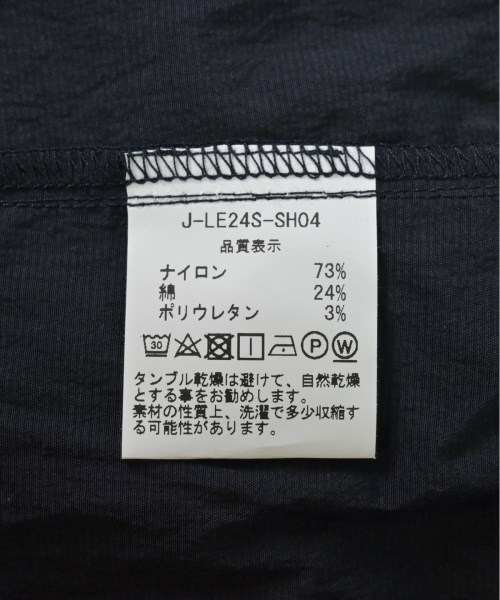 J-LE24S-SH04
品質表示
ナイロン 73%
綿 24%
ポリウレタン 3%
30 P W
タンブル乾燥は避けて、自然乾燥
とする事をお勧めします。
素材の性質上、洗濯で多少収縮す
る可能性があります。